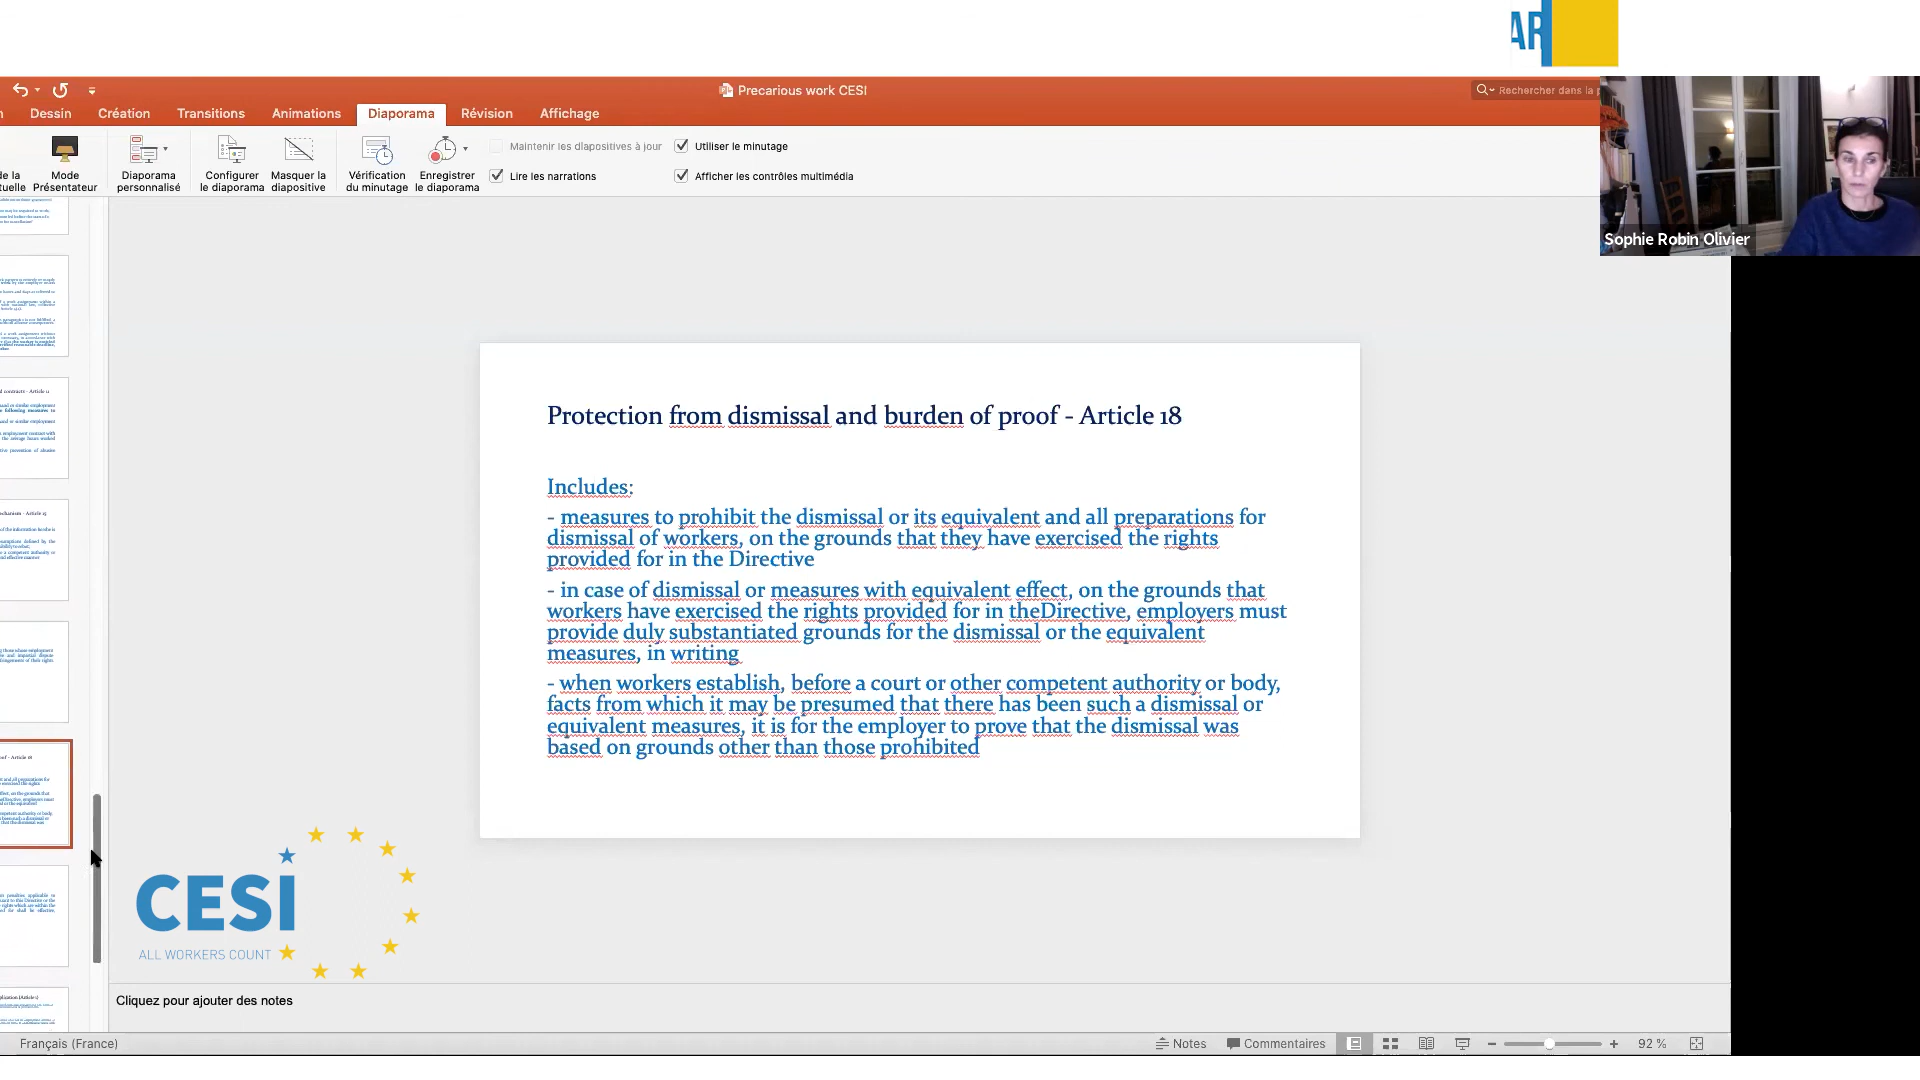 AR
Precarious work CESI
Rechercher dans la
Dessin
Création
Transitions
Animations
Diaporama
Révision
Affichage
Mode
Présentateur
Diaporama
personnalisé
Configurer
le diaporama
Masquer la
diapositive
Vérification
du minutage
Enregistrer
le diaporama
Maintenir les diapositives à jour
Utiliser le minutage
Lire les narrations
Afficher les contrôles multimédia
Sophie Robin Olivier
Protection from dismissal and burden of proof - Article 18
Includes:
- measures to prohibit the dismissal or its equivalent and all preparations for
dismissal of workers, on the grounds that they have exercised the rights
provided for in the Directive
- in case of dismissal or measures with equivalent effect, on the grounds that
workers have exercised the rights provided for in theDirective, employers must
provide duly substantiated grounds for the dismissal or the equivalent
measures, in writing
- when workers establish, before a court or other competent authority or body,
facts from which it may be presumed that there has been such a dismissal or
equivalent measures, it is for the employer to prove that the dismissal was
based on grounds other than those prohibited
CESI
ALL WORKERS COUNT
Cliquez pour ajouter des notes
Français (France)
Notes
Commentaires
92 %